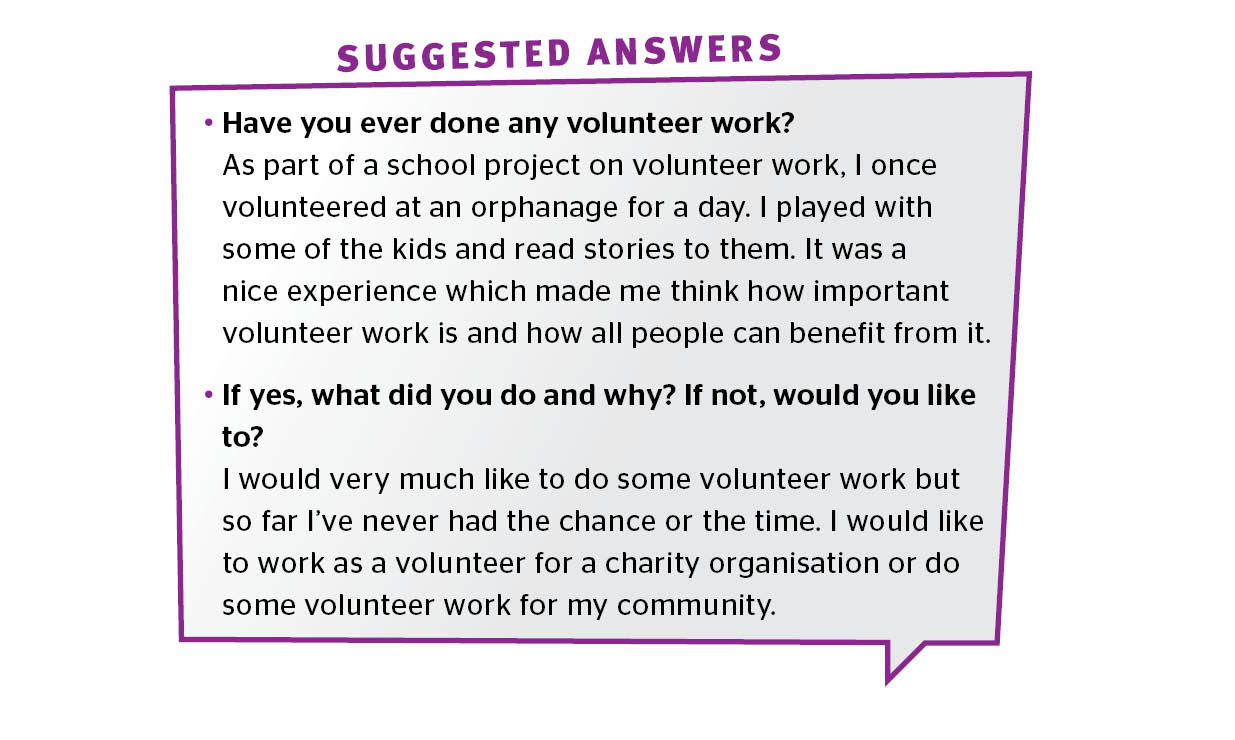 SUGGESTED ANSWERS
• Have you ever done any volunteer work?
As part of a school project on volunteer work, I once
volunteered at an orphanage for a day. I played with
some of the kids and read stories to them. It was a
nice experience which made me think how important
volunteer work is and how all people can benefit from it.
• If yes, what did you do and why? If not, would you like
to?
I would very much like to do some volunteer work but
so far I’ve never had the chance or the time. I would like
to work as a volunteer for a charity organisation or do
some volunteer work for my community.